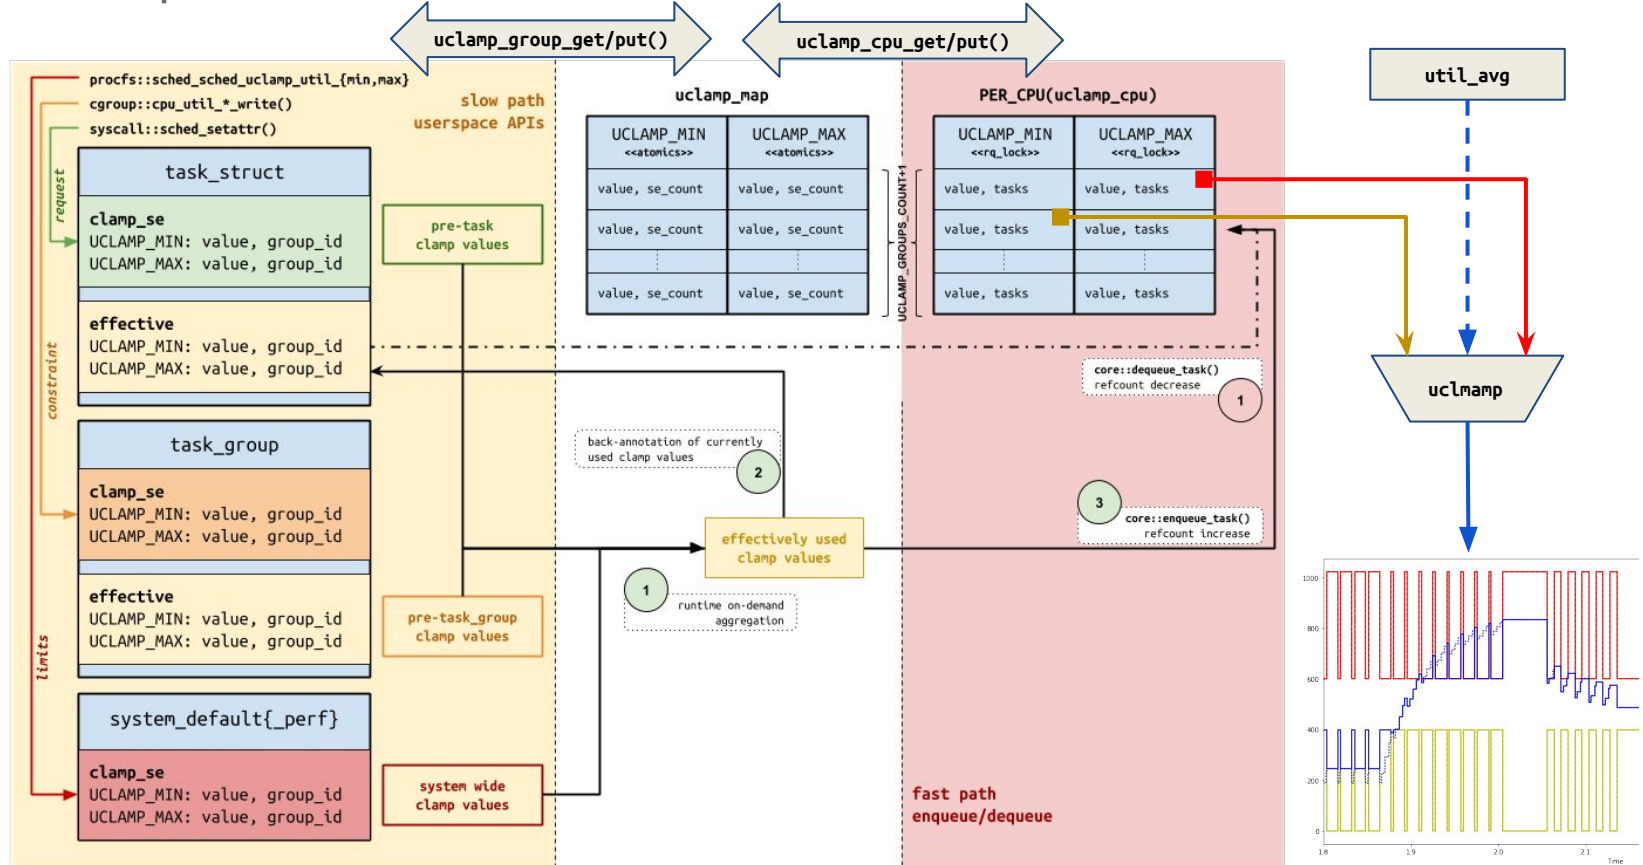 uclamp_group_get/put()
uclamp_cpu_get/put()
procfs::sched_sched_uclamp_util_{min,max}
cgroup::cpu_util_*_write()
syscall::sched_setattr()
slow path
userspace APIs
request
constraint
limits
task_struct
clamp_se
UCLAMP_MIN: value, group_id
UCLAMP_MAX: value, group_id
effective
UCLAMP_MIN: value, group_id
UCLAMP_MAX: value, group_id
task_group
clamp_se
UCLAMP_MIN: value, group_id
UCLAMP_MAX: value, group_id
effective
UCLAMP_MIN: value, group_id
UCLAMP_MAX: value, group_id
system_default{_perf}
clamp_se
UCLAMP_MIN: value, group_id
UCLAMP_MAX: value, group_id
pre-task
clamp values
pre-task_group
clamp values
system wide
clamp values
uclamp_map
UCLAMP_MIN
<<atomics>>
UCLAMP_MAX
<<atomics>>
value, se_count
value, se_count
value, se_count
value, se_count
value, se_count
value, se_count
UCLAMP_GROUPS_COUNT+1
PER_CPU(uclamp_cpu)
UCLAMP_MIN
<<rq_lock>>
UCLAMP_MAX
<<rq_lock>>
value, tasks
value, tasks
value, tasks
value, tasks
value, tasks
value, tasks
core::dequeue_task()
refcount decrease
1
back-annotation of currently
used clamp values
2
effectively used
clamp values
1
runtime on-demand
aggregation
3
core::enqueue_task()
refcount increase
fast path
enqueue/dequeue
util_avg
uclmamp
1000
800
600
400
200
0
1.8
1.9
2.0
2.1
Time